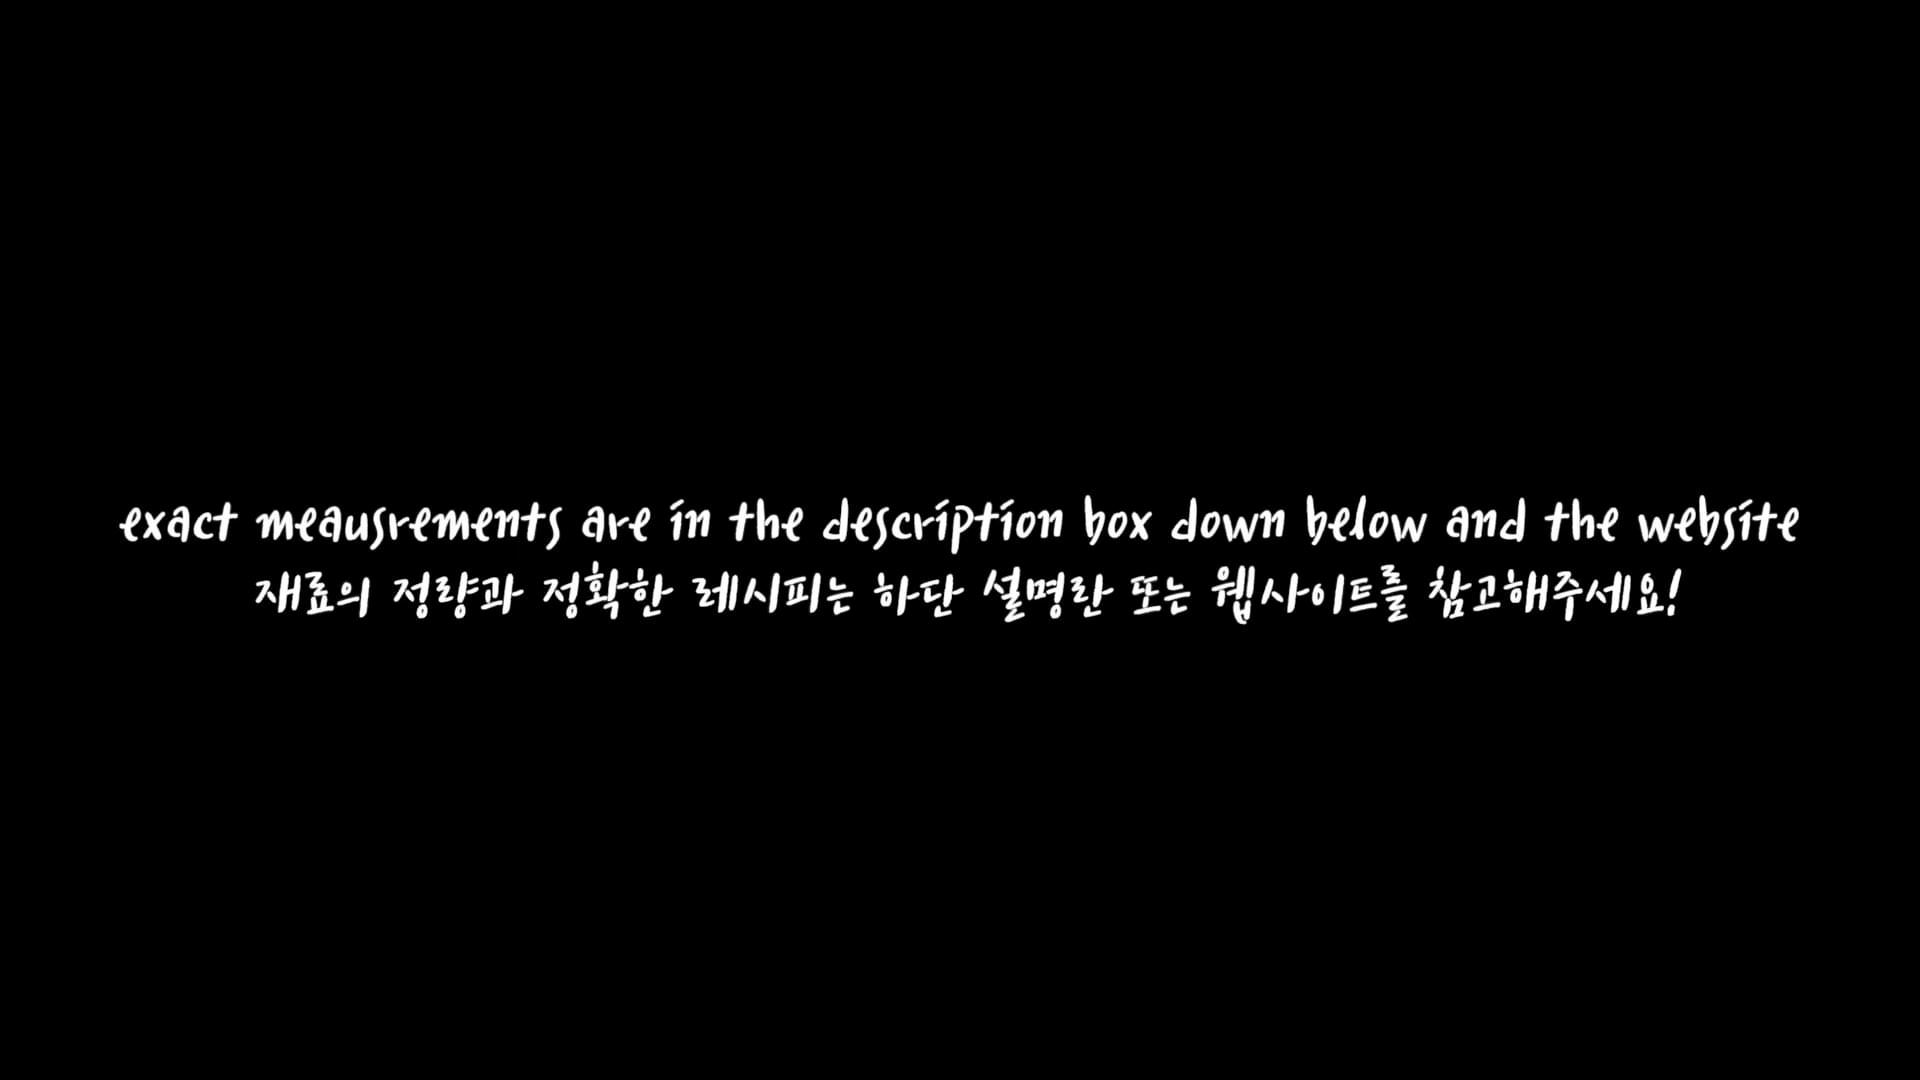 exact meausrements are in the description box down below and the website
재료의 정량과 정확한 레시피는 하단 설명란 또는 웹사이트를 참고해주세요!